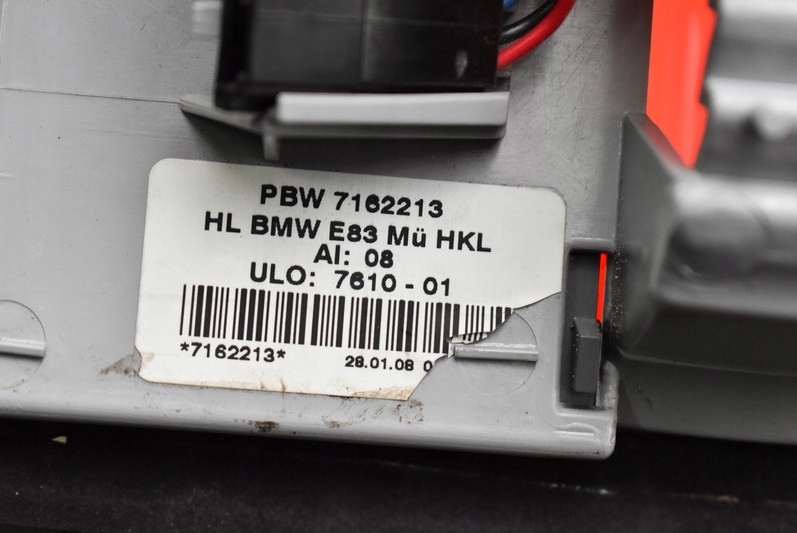 PBW 7162213
HL BMW E83 Mü HKL
AI: 08
ULO: 7610 - 01
*7162213*
28.01.08